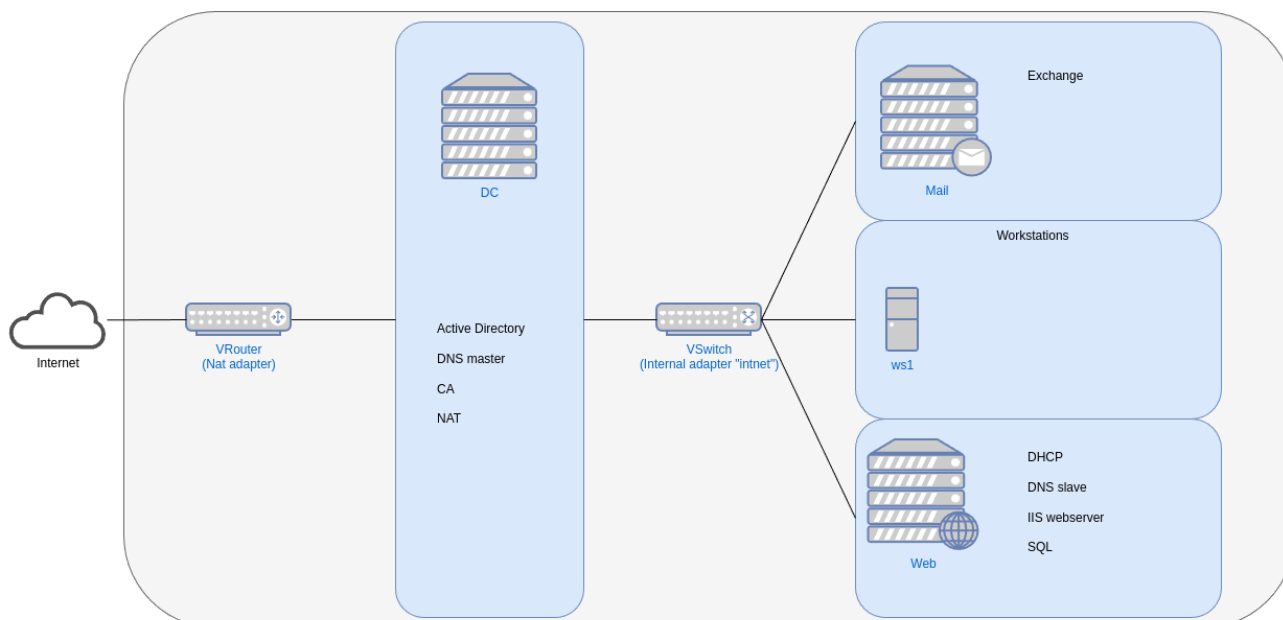 Internet
VRouter
(Nat adapter)
DC
Active Directory
DNS master
CA
NAT
VSwitch
(Internal adapter "intnet")
Exchange
Mail
Workstations
ws1
DHCP
DNS slave
IIS webserver
SQL
Web